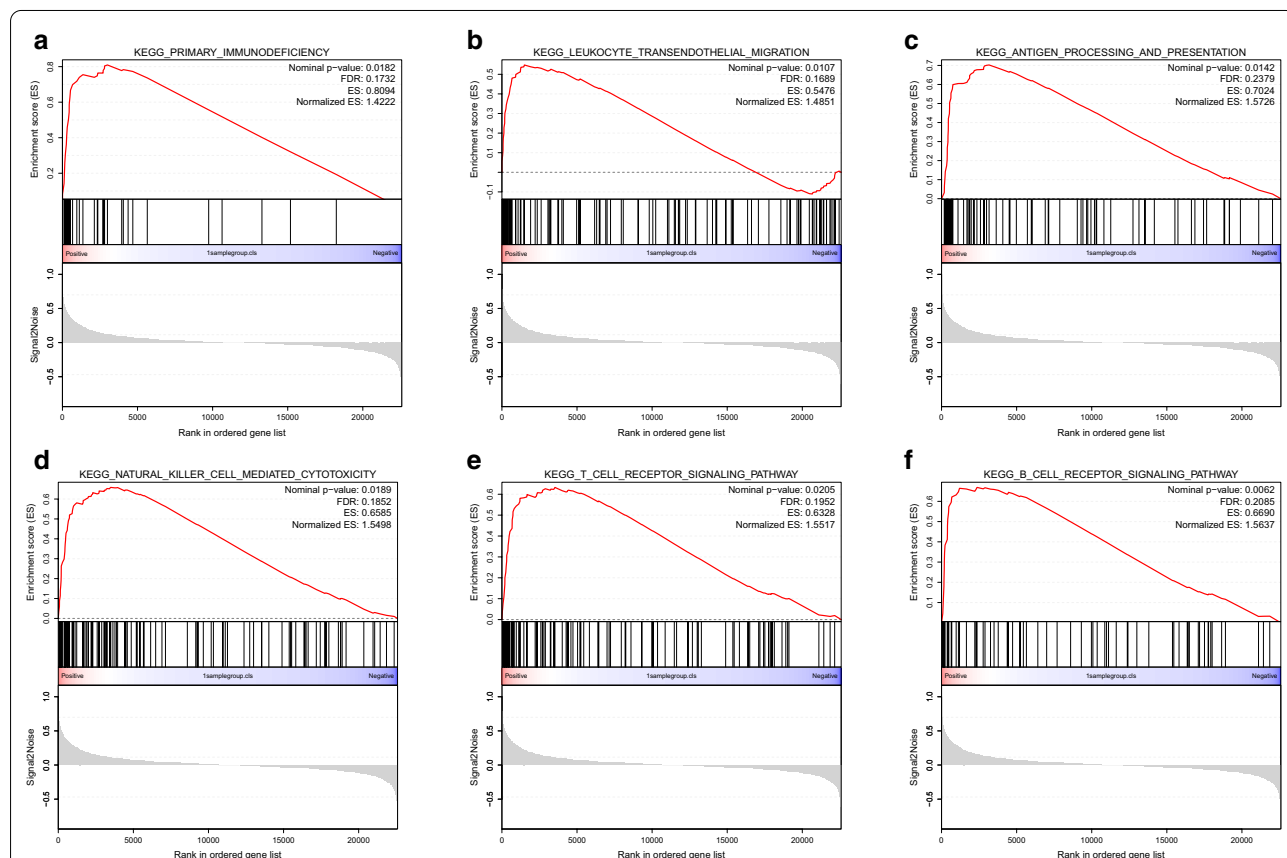 a
KEGG_PRIMARY_IMMUNODEFICIENCY
Nominal p-value: 0.0182
FDR: 0.1732
ES: 0.8094
Normalized ES: 1.4222
Enrichment score (ES)
0.8
0.6
0.4
0.2
Positive
1samplegroup.cls
Negative
Signal2Noise
1.0
0.5
0.0
−0.5
0 5000 10000 15000 20000
Rank in ordered gene list
b
KEGG_LEUKOCYTE_TRANSENDOTHELIAL_MIGRATION
Nominal p-value: 0.0107
FDR: 0.1689
ES: 0.5476
Normalized ES: 1.4851
Enrichment score (ES)
0.5
0.4
0.3
0.2
0.1
0.0
−0.1
Positive
1samplegroup.cls
Negative
Signal2Noise
1.0
0.5
0.0
−0.5
0 5000 10000 15000 20000
Rank in ordered gene list
c
KEGG_ANTIGEN_PROCESSING_AND_PRESENTATION
Nominal p-value: 0.0142
FDR: 0.2379
ES: 0.7024
Normalized ES: 1.5726
Enrichment score (ES)
0.7
0.6
0.5
0.4
0.3
0.2
0.1
0.0
Positive
1samplegroup.cls
Negative
Signal2Noise
1.0
0.5
0.0
−0.5
0 5000 10000 15000 20000
Rank in ordered gene list
d
KEGG_NATURAL_KILLER_CELL_MEDIATED_CYTOTOXICITY
Nominal p-value: 0.0189
FDR: 0.1852
ES: 0.6585
Normalized ES: 1.5498
Enrichment score (ES)
0.6
0.5
0.4
0.3
0.2
0.1
0.0
Positive
1samplegroup.cls
Negative
Signal2Noise
1.0
0.5
0.0
−0.5
0 5000 10000 15000 20000
Rank in ordered gene list
e
KEGG_T_CELL_RECEPTOR_SIGNALING_PATHWAY
Nominal p-value: 0.0205
FDR: 0.1952
ES: 0.6328
Normalized ES: 1.5517
Enrichment score (ES)
0.6
0.5
0.4
0.3
0.2
0.1
0.0
Positive
1samplegroup.cls
Negative
Signal2Noise
1.0
0.5
0.0
−0.5
0 5000 10000 15000 20000
Rank in ordered gene list
f
KEGG_B_CELL_RECEPTOR_SIGNALING_PATHWAY
Nominal p-value: 0.0062
FDR: 0.2085
ES: 0.6690
Normalized ES: 1.5637
Enrichment score (ES)
0.6
0.5
0.4
0.3
0.2
0.1
Positive
1samplegroup.cls
Negative
Signal2Noise
1.0
0.5
0.0
−0.5
0 5000 10000 15000 20000
Rank in ordered gene list